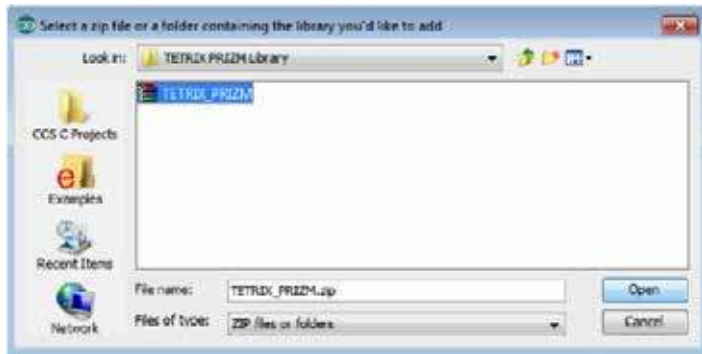 Select a zip file or a folder containing the library you'd like to add
Look in: TETRIX PRIZM Library
TETRIX_PRIZM
CCS C Projects
Examples
Recent Items
Network
File name: TETRIX_PRIZM.zip Open
Files of type: ZIP files or folders Cancel